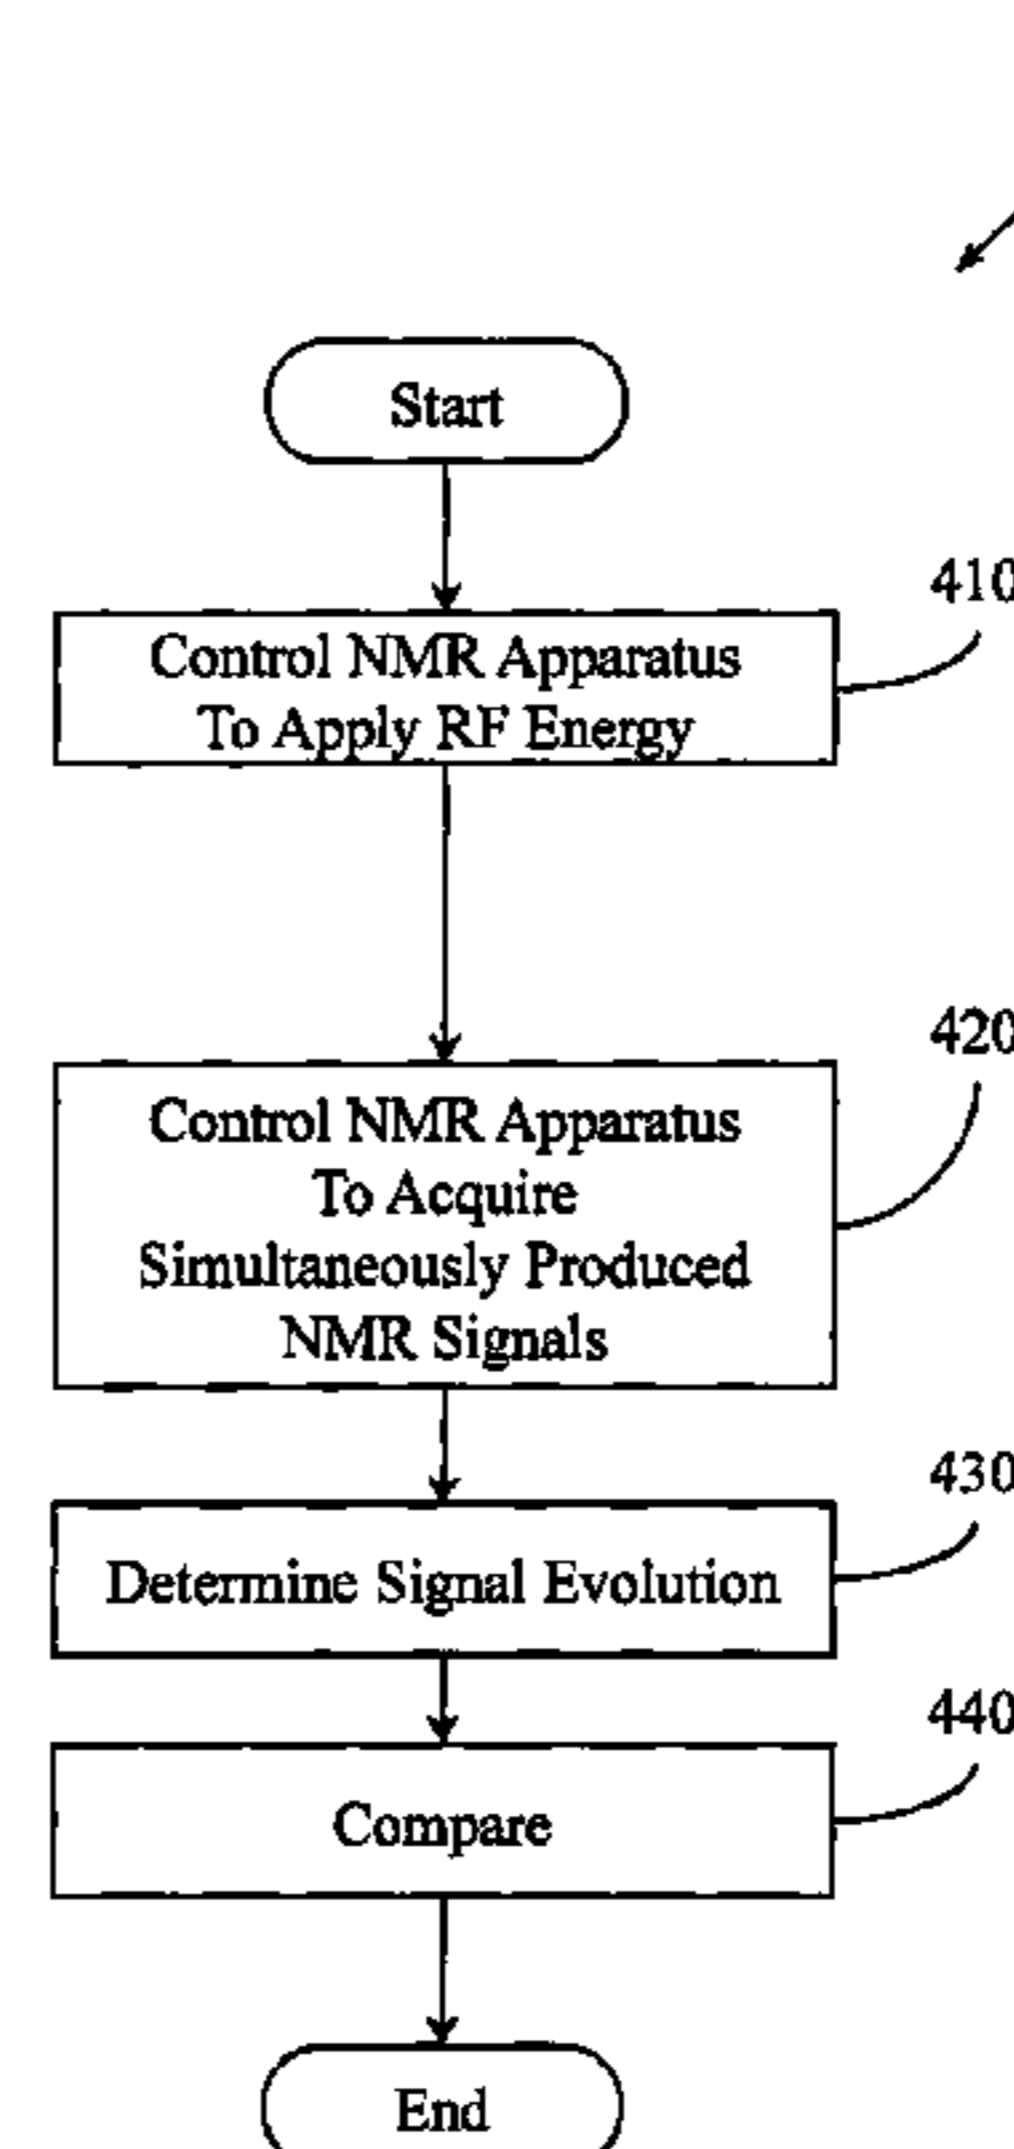 Start
410
Control NMR Apparatus
To Apply RF Energy
420
Control NMR Apparatus
To Acquire
Simultaneously Produced
NMR Signals
430
Determine Signal Evolution
440
Compare
End